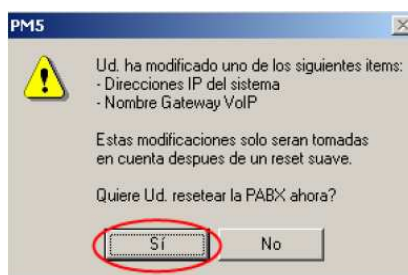 PM5
Ud. ha modificado uno de los siguientes items:
- Direcciones IP del sistema
- Nombre Gateway VoIP
Estas modificaciones solo seran tomadas
en cuenta despues de un reset suave.
Quiere Ud. resetear la PABX ahora?
Sí
No